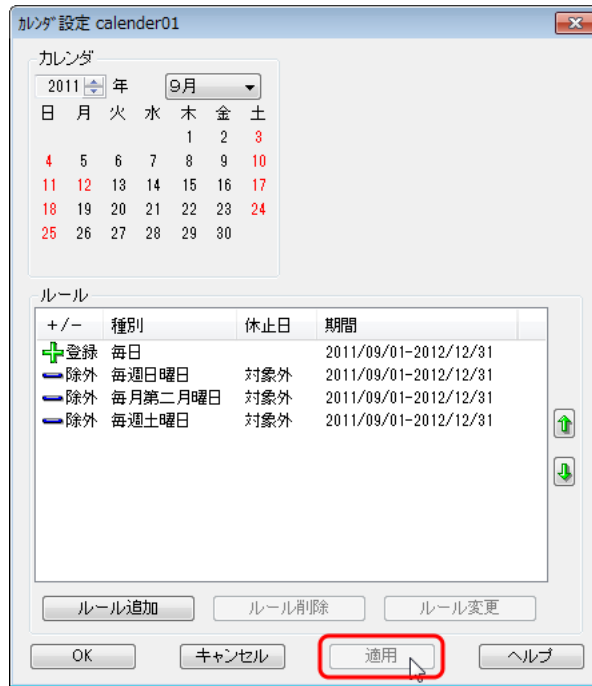 カレンダ設定 calender01
カレンダ
2011 年 9月
日 月 火 水 木 金 土
1 2 3
4 5 6 7 8 9 10
11 12 13 14 15 16 17
18 19 20 21 22 23 24
25 26 27 28 29 30
ルール
+/- 種別 休止日 期間
登録 毎日 2011/09/01-2012/12/31
除外 毎週日曜日 対象外 2011/09/01-2012/12/31
除外 毎月第二月曜日 対象外 2011/09/01-2012/12/31
除外 毎週土曜日 対象外 2011/09/01-2012/12/31
ルール追加 ルール削除 ルール変更
OK キャンセル 適用 ヘルプ